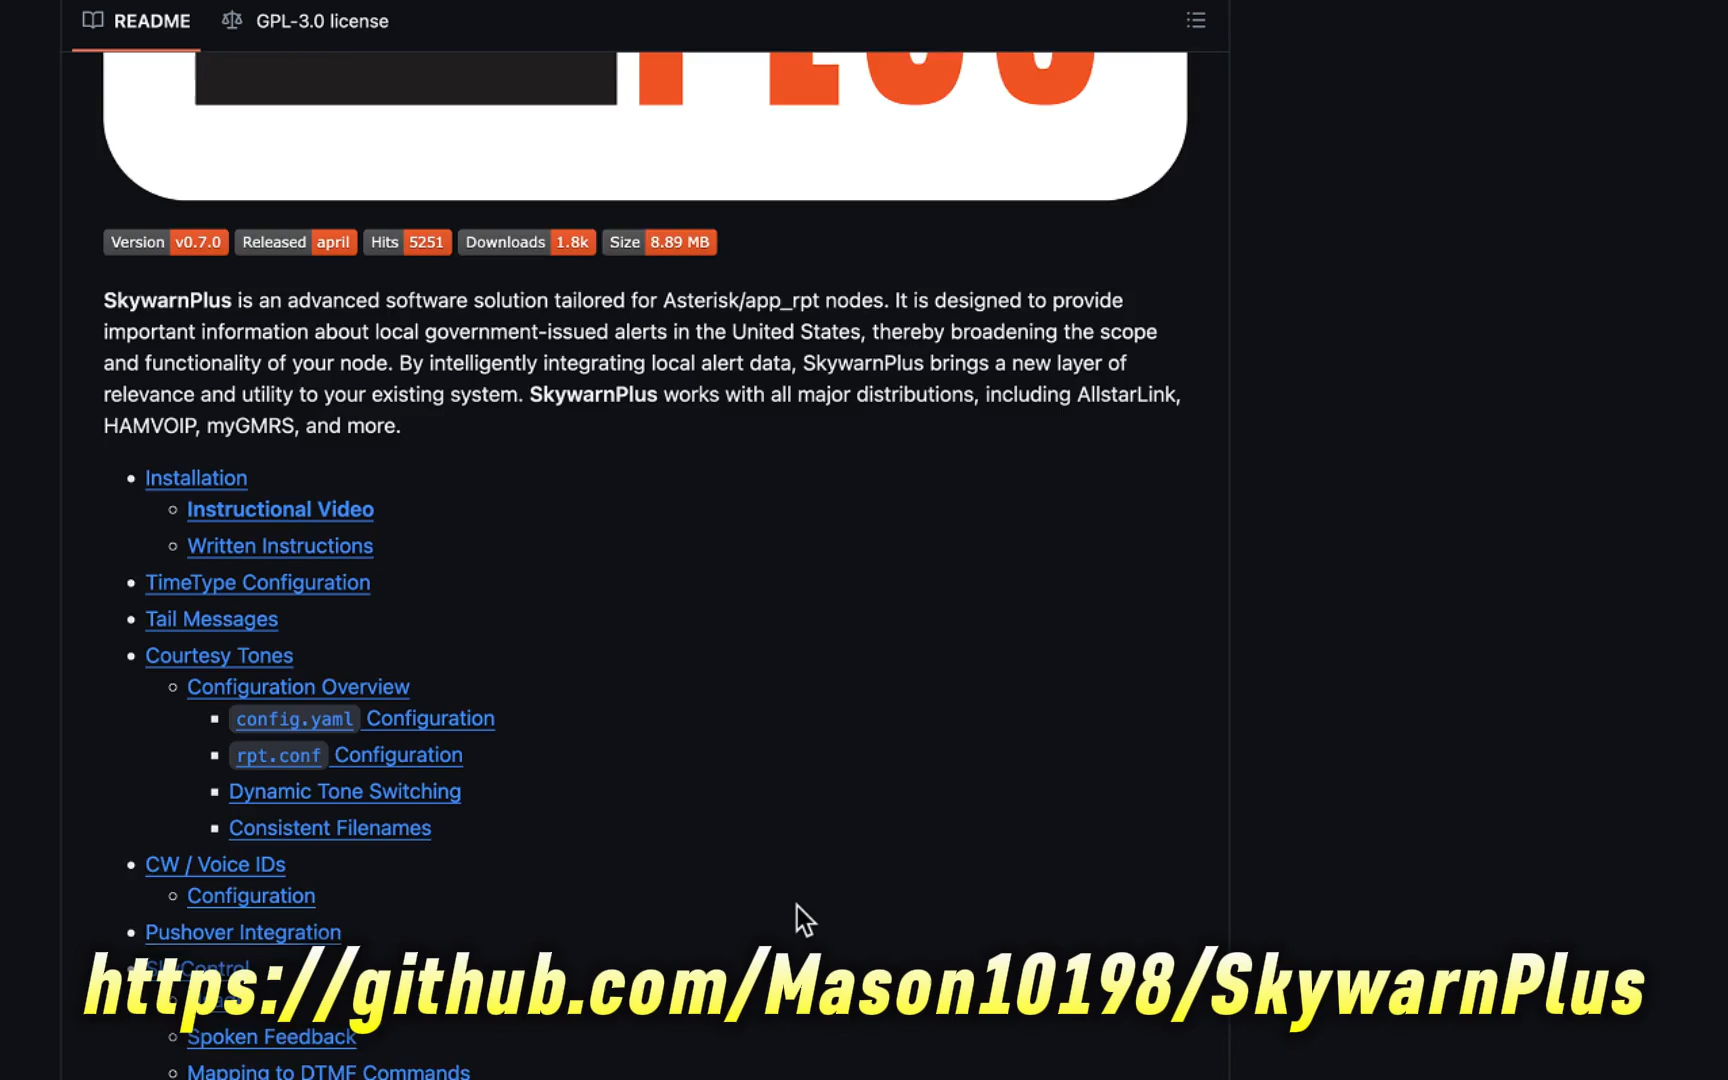 README
GPL-3.0 license
PLUS
Version v0.7.0 Released april Hits 5251 Downloads 1.8k Size 8.89 MB
SkywarnPlus is an advanced software solution tailored for Asterisk/app_rpt nodes. It is designed to provide
important information about local government-issued alerts in the United States, thereby broadening the scope
and functionality of your node. By intelligently integrating local alert data, SkywarnPlus brings a new layer of
relevance and utility to your existing system. SkywarnPlus works with all major distributions, including AllstarLink,
HAMVOIP, myGMRS, and more.
Installation
Instructional Video
Written Instructions
TimeType Configuration
Tail Messages
Courtesy Tones
Configuration Overview
config.yaml Configuration
rpt.conf Configuration
Dynamic Tone Switching
Consistent Filenames
CW / Voice IDs
Configuration
Pushover Integration
SkyControl
https://github.com/Mason10198/SkywarnPlus
Spoken Feedback
Mapping to DTMF Commands